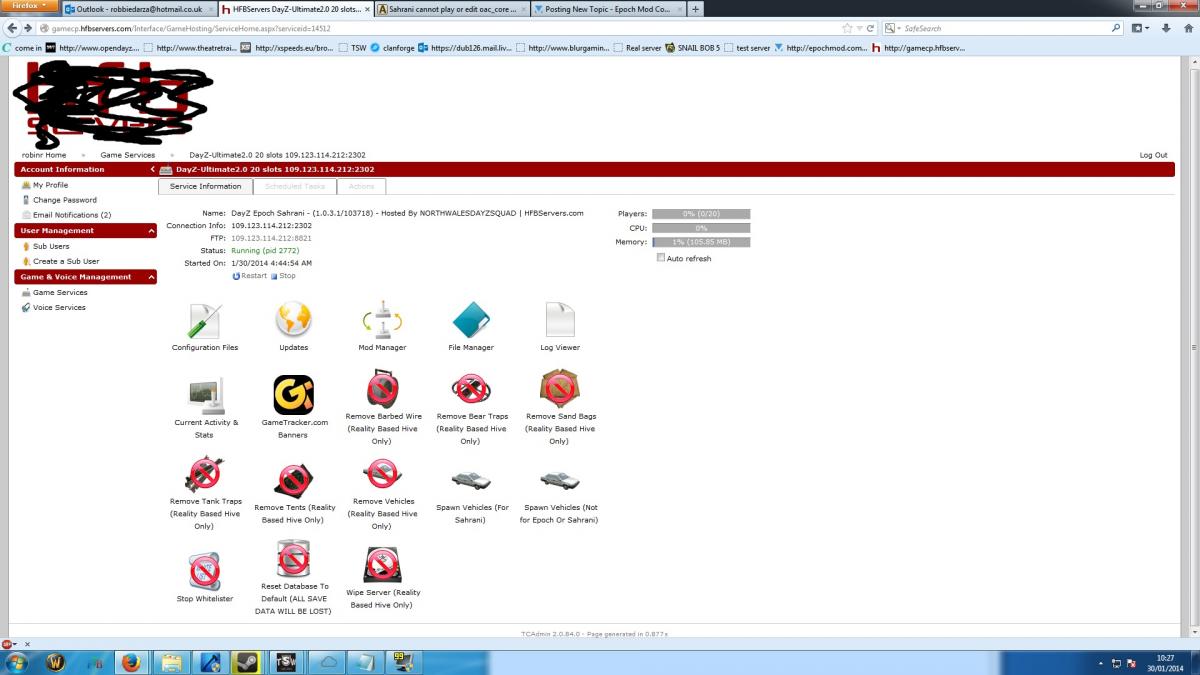 Firefox
Outlook - robbiedarza@hotmail.co.uk
HFBServers DayZ-Ultimate2.0 20 slots...
Sahrani cannot play or edit oac_core ...
Posting New Topic - Epoch Mod Co...
gamecp.hfbservers.com/Interface/GameHosting/ServiceHome.aspx?serviceid=14512
SafeSearch
come in
http://www.opendayz....
http://www.theatretrai...
http://xspeeds.eu/bro...
TSW
clanforge
https://dub126.mail.liv...
http://www.blurgamin...
Real server
SNAIL BOB 5
test server
http://epochmod.com...
http://gamecp.hfbserv...
robinr Home » Game Services » DayZ-Ultimate2.0 20 slots 109.123.114.212:2302
Log Out
Account Information
DayZ-Ultimate2.0 20 slots 109.123.114.212:2302
My Profile
Change Password
Email Notifications (2)
User Management
Sub Users
Create a Sub User
Game & Voice Management
Game Services
Voice Services
Service Information
Scheduled Tasks
Actions
Name: DayZ Epoch Sahrani - (1.0.3.1/103718) - Hosted By NORTHWALESDAYZSQUAD | HFBServers.com
Connection Info: 109.123.114.212:2302
FTP: 109.123.114.212:8821
Status: Running (pid 2772)
Started On: 1/30/2014 4:44:54 AM
Restart Stop
Players: 0% (0/20)
CPU: 0%
Memory: 1% (105.85 MB)
Auto refresh
Configuration Files
Updates
Mod Manager
File Manager
Log Viewer
Current Activity &
Stats
GameTracker.com
Banners
Remove Barbed Wire
(Reality Based Hive
Only)
Remove Bear Traps
(Reality Based Hive
Only)
Remove Sand Bags
(Reality Based Hive
Only)
Remove Tank Traps
(Reality Based Hive
Only)
Remove Tents (Reality
Based Hive Only)
Remove Vehicles
(Reality Based Hive
Only)
Spawn Vehicles (For
Sahrani)
Spawn Vehicles (Not
for Epoch Or Sahrani)
Stop Whitelister
Reset Database To
Default (ALL SAVE
DATA WILL BE LOST)
Wipe Server (Reality
Based Hive Only)
TCAdmin 2.0.84.0 - Page generated in 0.877s
TSW
99
10:27
30/01/2014